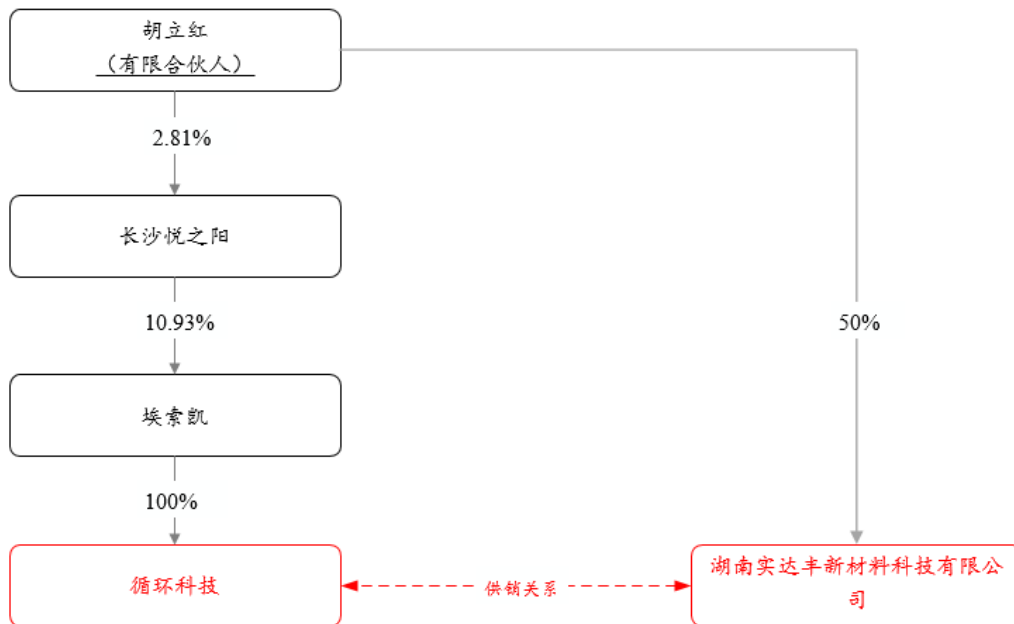 胡立红
（有限合伙人）
2.81%
长沙悦之阳
10.93%
50%
埃索凯
100%
循环科技
供销关系
湖南实达丰新材料科技有限公
司